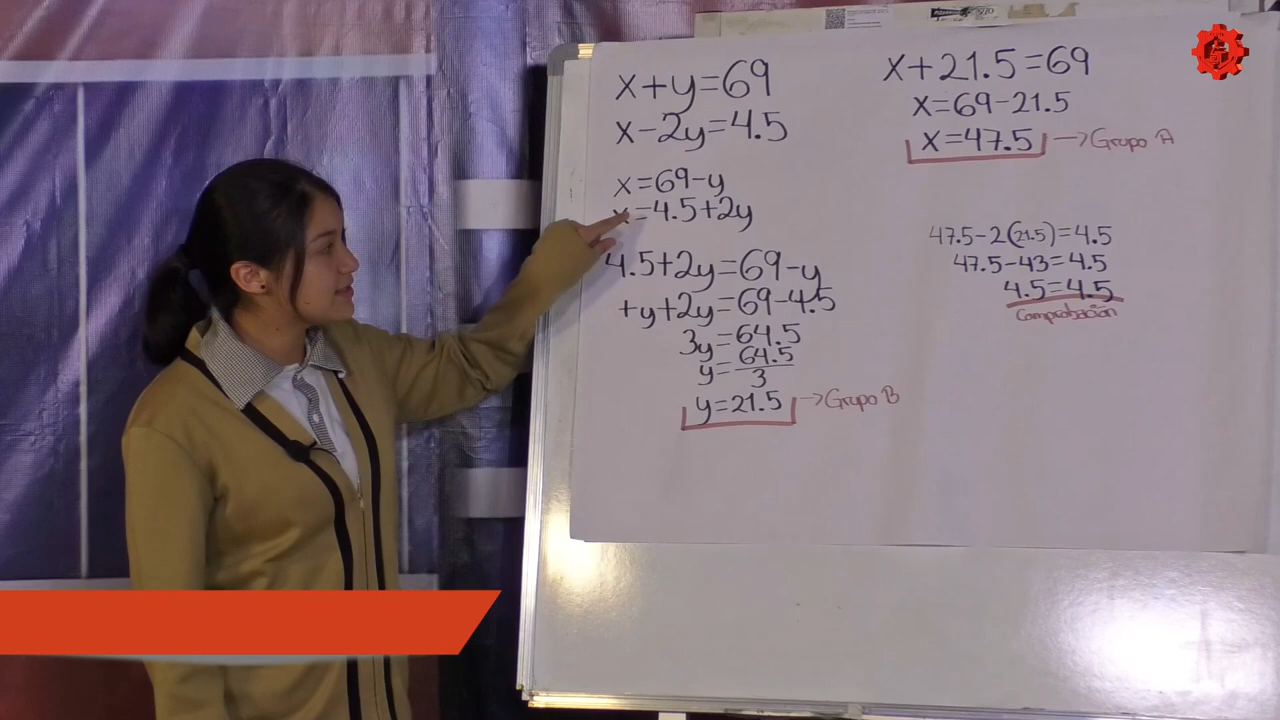 x+y=69
x-2y=4.5
x=69-y
x=4.5+2y
4.5+2y=69-y
+y+2y=69-4.5
3y=64.5
y=64.5/3
y=21.5 →Grupo B
x+21.5=69
x=69-21.5
x=47.5 →Grupo A
47.5-2(21.5)=4.5
47.5-43=4.5
4.5=4.5
Comprobación